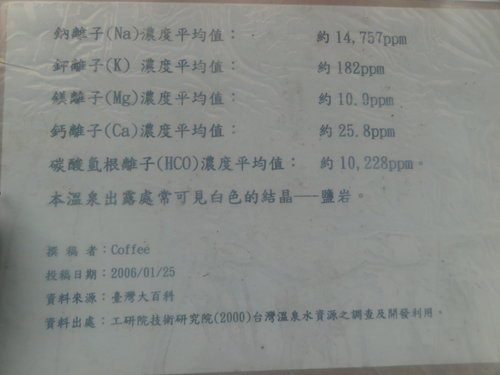 鈉離子(Na)濃度平均值： 約 14,757ppm
鉀離子(K) 濃度平均值： 約 182ppm
鎂離子(Mg)濃度平均值： 約 10.9ppm
鈣離子(Ca)濃度平均值： 約 25.8ppm
碳酸氫根離子(HCO)濃度平均值： 約 10,228ppm。
本溫泉出露處常可見白色的結晶──鹽岩。
撰 稿 者：Coffee
投稿日期：2006/01/25
資料來源：臺灣大百科
資料出處：工研院技術研究院(2000)台灣溫泉水資源之調查及開發利用。